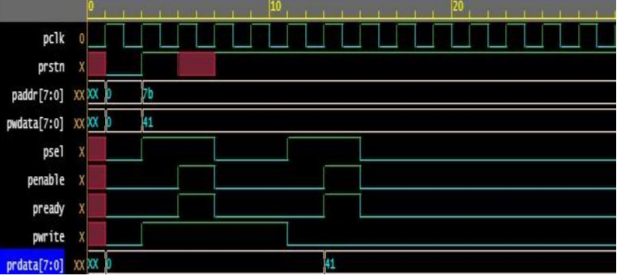 0 10 20
pclk 0
prstn X
paddr[7:0] XX XX 0 7b
pwdata[7:0] XX XX 0 41
psel X
penable X
pready X
pwrite X
prdata[7:0] XX XX 0 41